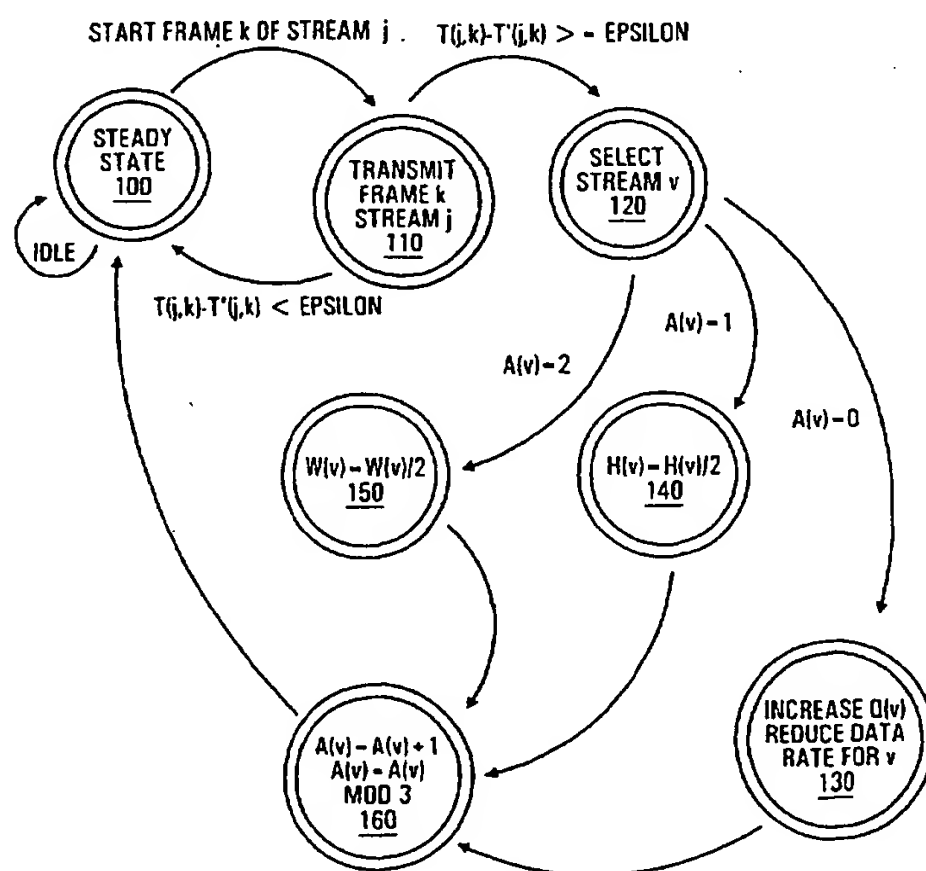 START FRAME k OF STREAM j .
T(j,k)-T'(j,k) > - EPSILON
STEADY
STATE
100
TRANSMIT
FRAME k
STREAM j
110
SELECT
STREAM v
120
IDLE
T(j,k)-T'(j,k) < EPSILON
A(v)-1
A(v)-2
A(v)-0
W(v)-W(v)/2
150
H(v)-H(v)/2
140
A(v)-A(v)+1
A(v)-A(v)
MOD 3
160
INCREASE Q(v)
REDUCE DATA
RATE FOR v
130